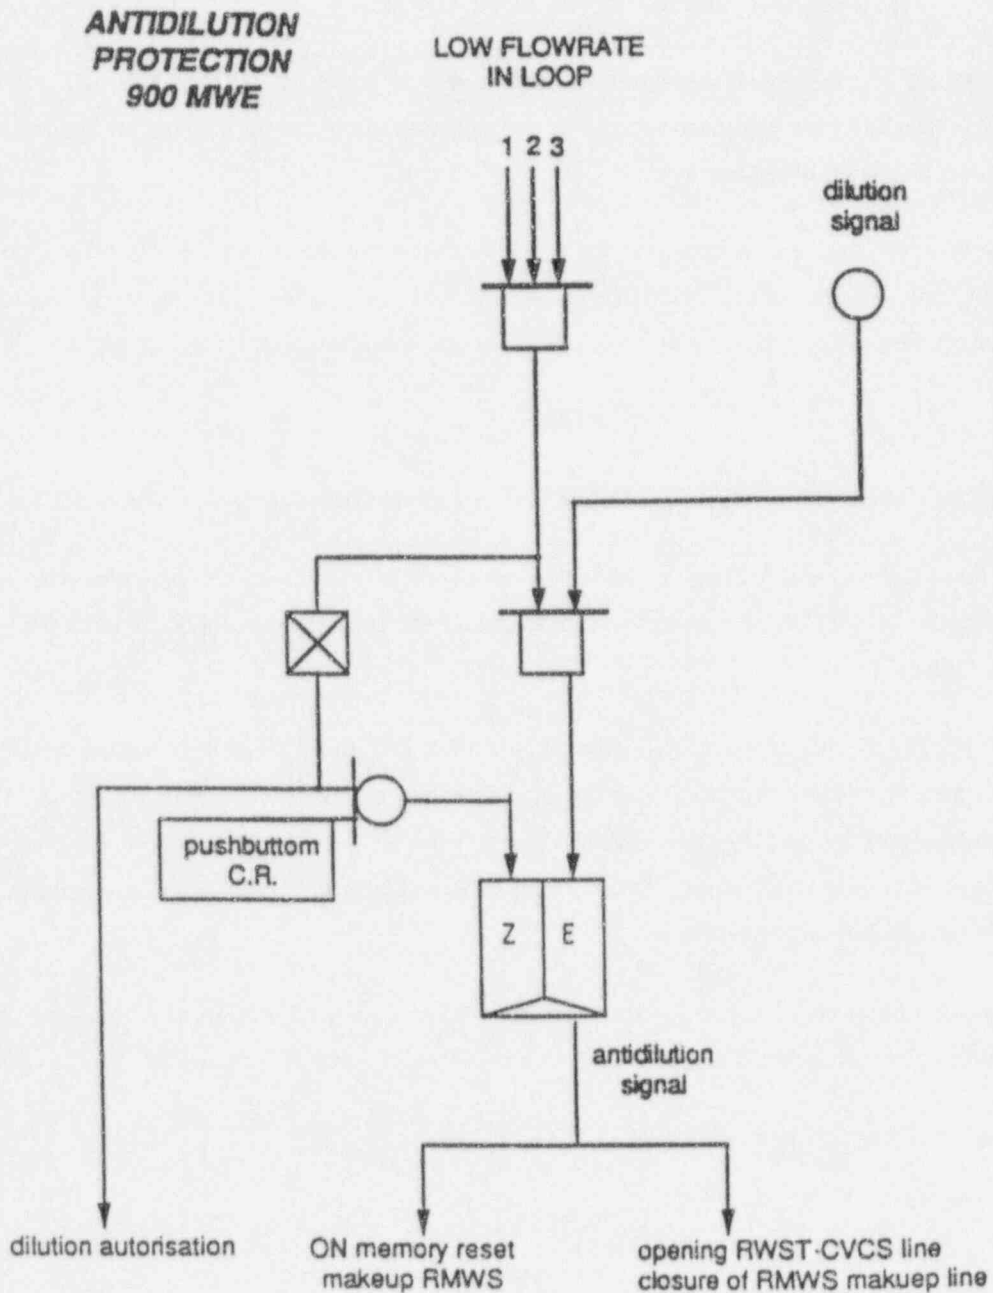 ANTIDILUTION
PROTECTION
900 MWE
LOW FLOWRATE
IN LOOP
1 2 3
dilution
signal
pushbuttom
C.R.
Z E
antidilution
signal
dilution autorisation
ON memory reset
makeup RMWS
opening RWST-CVCS line
closure of RMWS makuep line